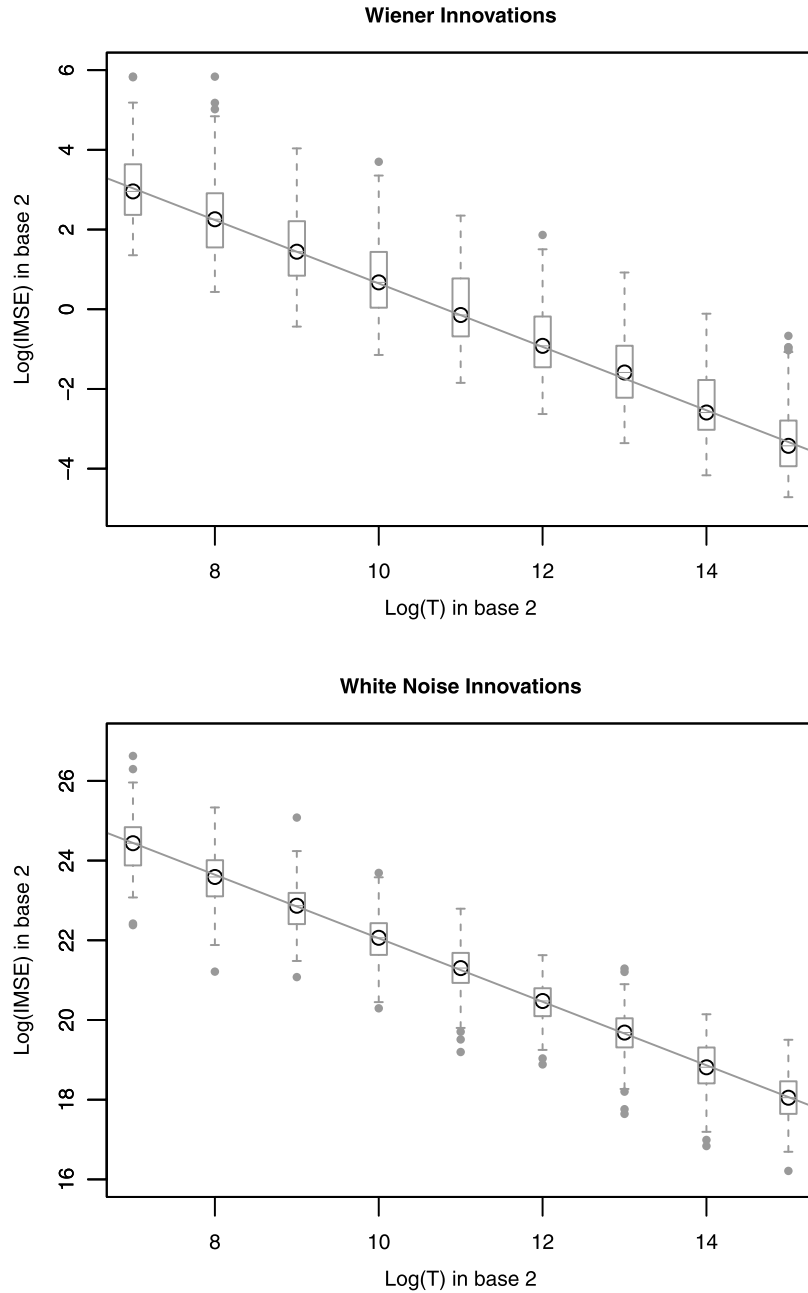 Wiener Innovations
6
4
2
0
−2
−4
Log(IMSE) in base 2
8 10 12 14
Log(T) in base 2
White Noise Innovations
26
24
22
20
18
16
Log(IMSE) in base 2
8 10 12 14
Log(T) in base 2